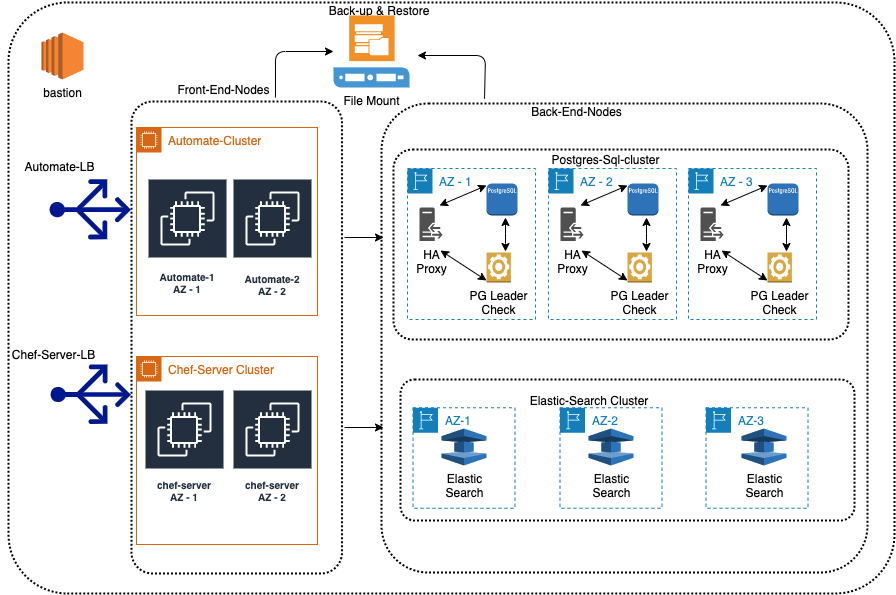 Back-up & Restore
File Mount
bastion
Front-End-Nodes
Back-End-Nodes
Automate-LB
Automate-Cluster
Automate-1
AZ - 1
Automate-2
AZ - 2
Chef-Server-LB
Chef-Server Cluster
chef-server
AZ - 1
chef-server
AZ - 2
Postgres-Sql-cluster
AZ - 1
PostgreSQL
HA
Proxy
PG Leader
Check
AZ - 2
PostgreSQL
HA
Proxy
PG Leader
Check
AZ - 3
PostgreSQL
HA
Proxy
PG Leader
Check
Elastic-Search Cluster
AZ-1
Elastic
Search
AZ-2
Elastic
Search
AZ-3
Elastic
Search